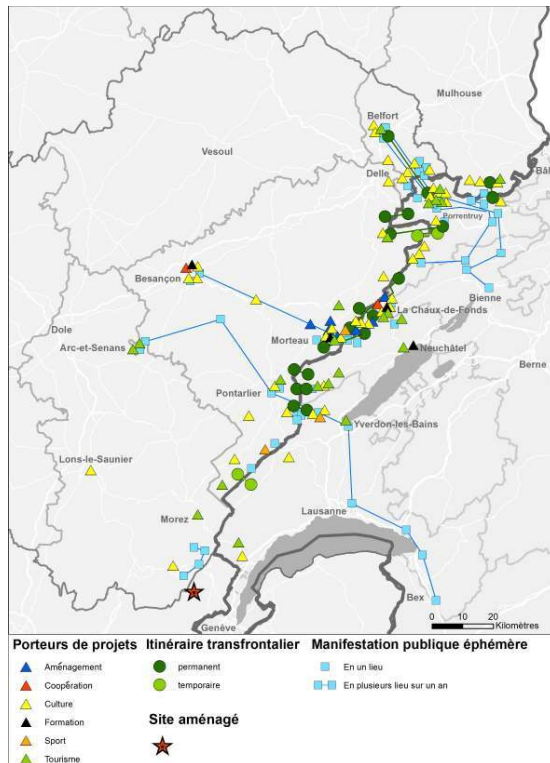 Mulhouse
Belfort
Vesoul
Delle
Bâl
Porrentruy
Besançon
Bienne
La Chaux-de-Fonds
Dole
Morteau
Arc-et-Senans
Neuchâtel
Berne
Pontarlier
Yverdon-les-Bains
Lons-le-Saunier
Lausanne
Morez
Bex
Genève
0 10 20
Kilomètres
Porteurs de projets
Aménagement
Coopération
Culture
Formation
Sport
Tourisme
Itinéraire transfrontalier
permanent
temporaire
Site aménagé
Manifestation publique éphémère
En un lieu
En plusieurs lieu sur un an